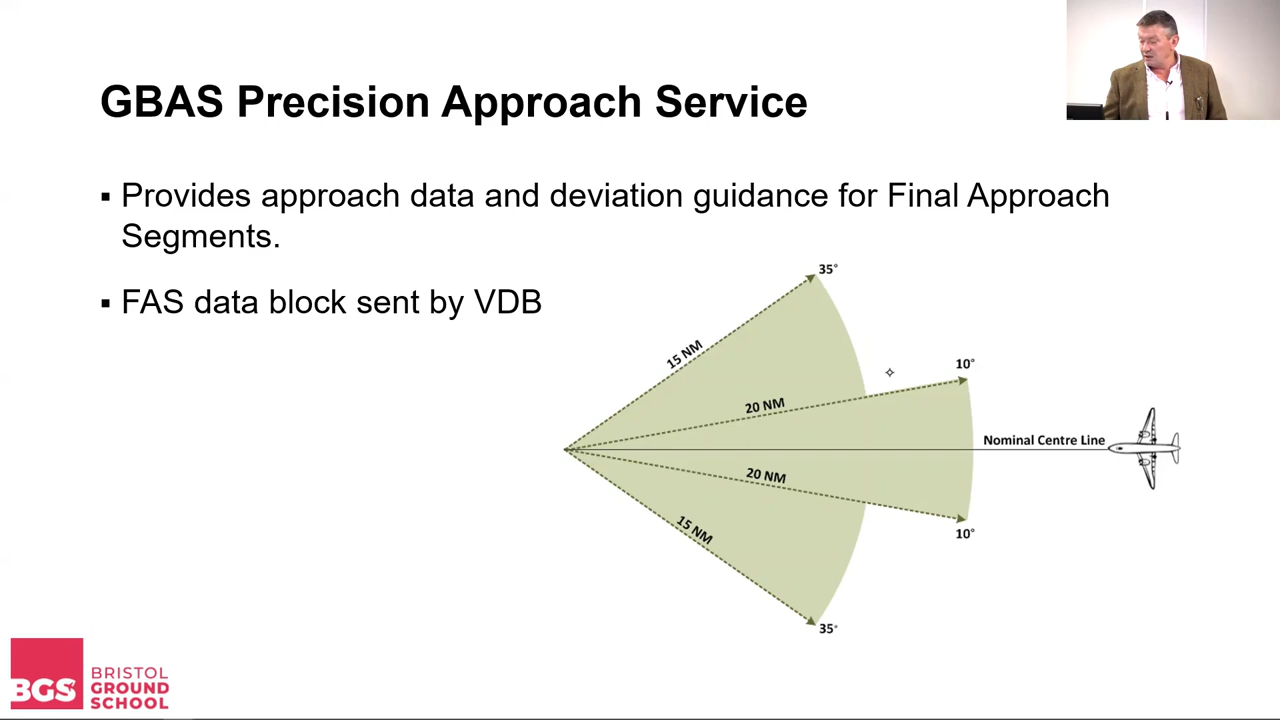 GBAS Precision Approach Service
▪ Provides approach data and deviation guidance for Final Approach
Segments.
▪ FAS data block sent by VDB
35°
15 NM
10°
20 NM
Nominal Centre Line
20 NM
15 NM
10°
35°
BGS
BRISTOL
GROUND
SCHOOL